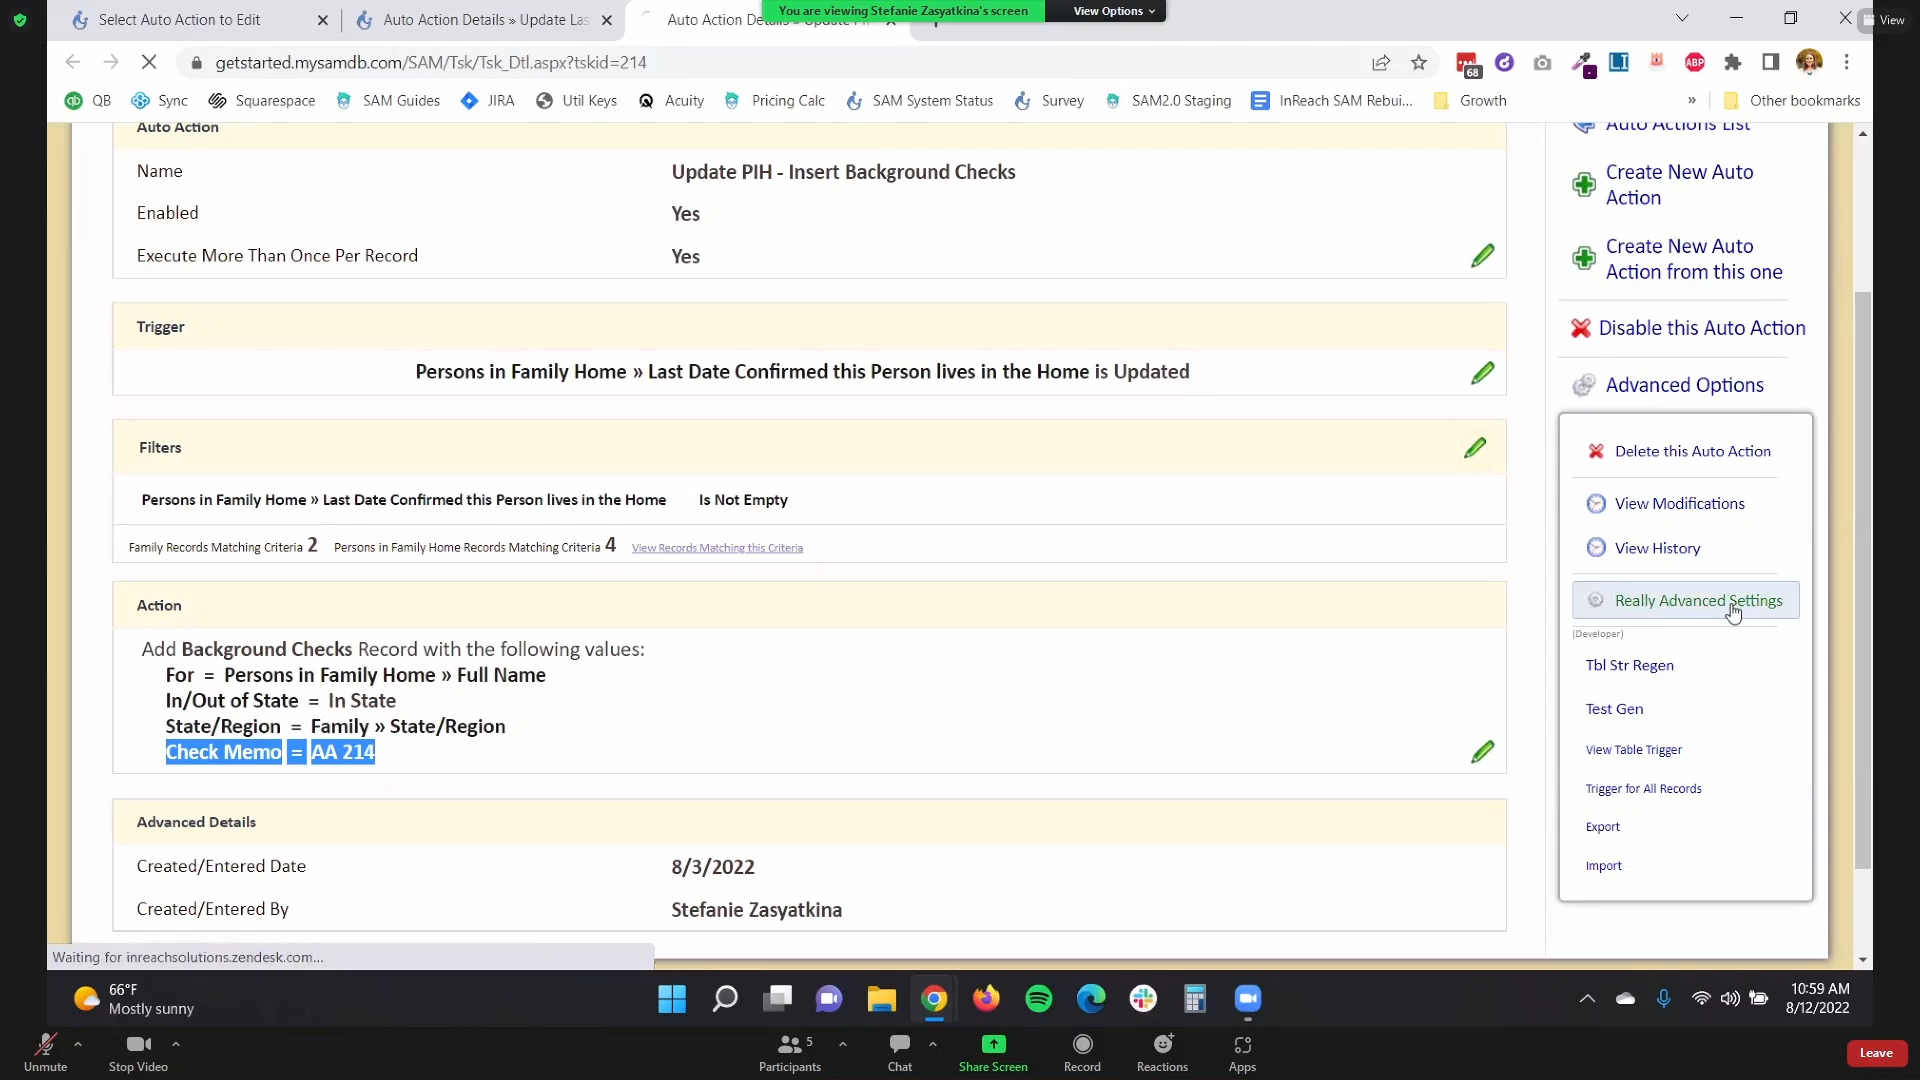 Select Auto Action to Edit
Auto Action Details » Update Las
Auto Action De
You are viewing Stefanie Zasyatkina's screen
View Options
View
getstarted.mysamdb.com/SAM/Tsk/Tsk_Dtl.aspx?tskid=214
68
LI
ABP
QB
Sync
Squarespace
SAM Guides
JIRA
Util Keys
Acuity
Pricing Calc
SAM System Status
Survey
SAM2.0 Staging
InReach SAM Rebui...
Growth
»
Other bookmarks
Auto Action
Name
Update PIH - Insert Background Checks
Enabled
Yes
Execute More Than Once Per Record
Yes
Trigger
Persons in Family Home » Last Date Confirmed this Person lives in the Home is Updated
Filters
Persons in Family Home » Last Date Confirmed this Person lives in the Home Is Not Empty
Family Records Matching Criteria 2 Persons in Family Home Records Matching Criteria 4 View Records Matching this Criteria
Action
Add Background Checks Record with the following values:
For = Persons in Family Home » Full Name
In/Out of State = In State
State/Region = Family » State/Region
Check Memo = AA 214
Advanced Details
Created/Entered Date
8/3/2022
Created/Entered By
Stefanie Zasyatkina
Auto Actions List
Create New Auto
Action
Create New Auto
Action from this one
Disable this Auto Action
Advanced Options
Delete this Auto Action
View Modifications
View History
Really Advanced Settings
(Developer)
Tbl Str Regen
Test Gen
View Table Trigger
Trigger for All Records
Export
Import
Waiting for inreachsolutions.zendesk.com...
66°F
Mostly sunny
10:59 AM
8/12/2022
Unmute
Stop Video
5
Participants
Chat
Share Screen
Record
Reactions
Apps
Leave